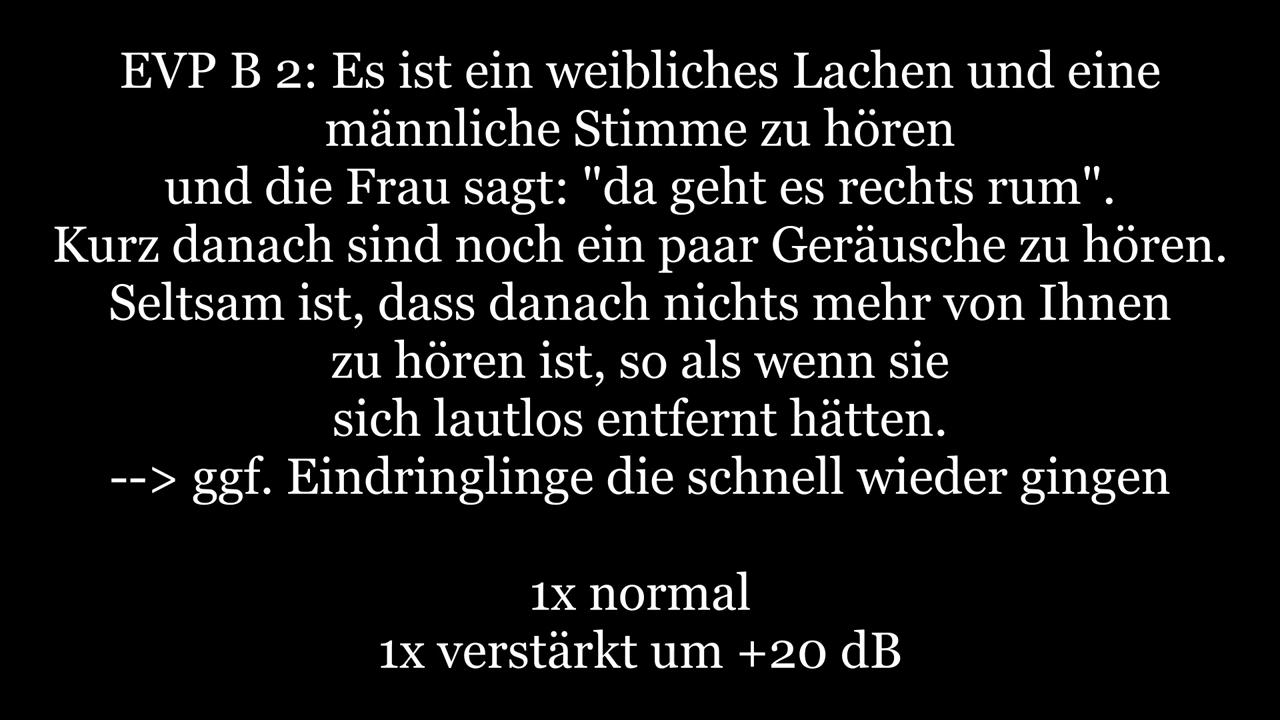 EVP B 2: Es ist ein weibliches Lachen und eine
männliche Stimme zu hören
und die Frau sagt: "da geht es rechts rum".
Kurz danach sind noch ein paar Geräusche zu hören.
Seltsam ist, dass danach nichts mehr von Ihnen
zu hören ist, so als wenn sie
sich lautlos entfernt hätten.
--> ggf. Eindringlinge die schnell wieder gingen
1x normal
1x verstärkt um +20 dB